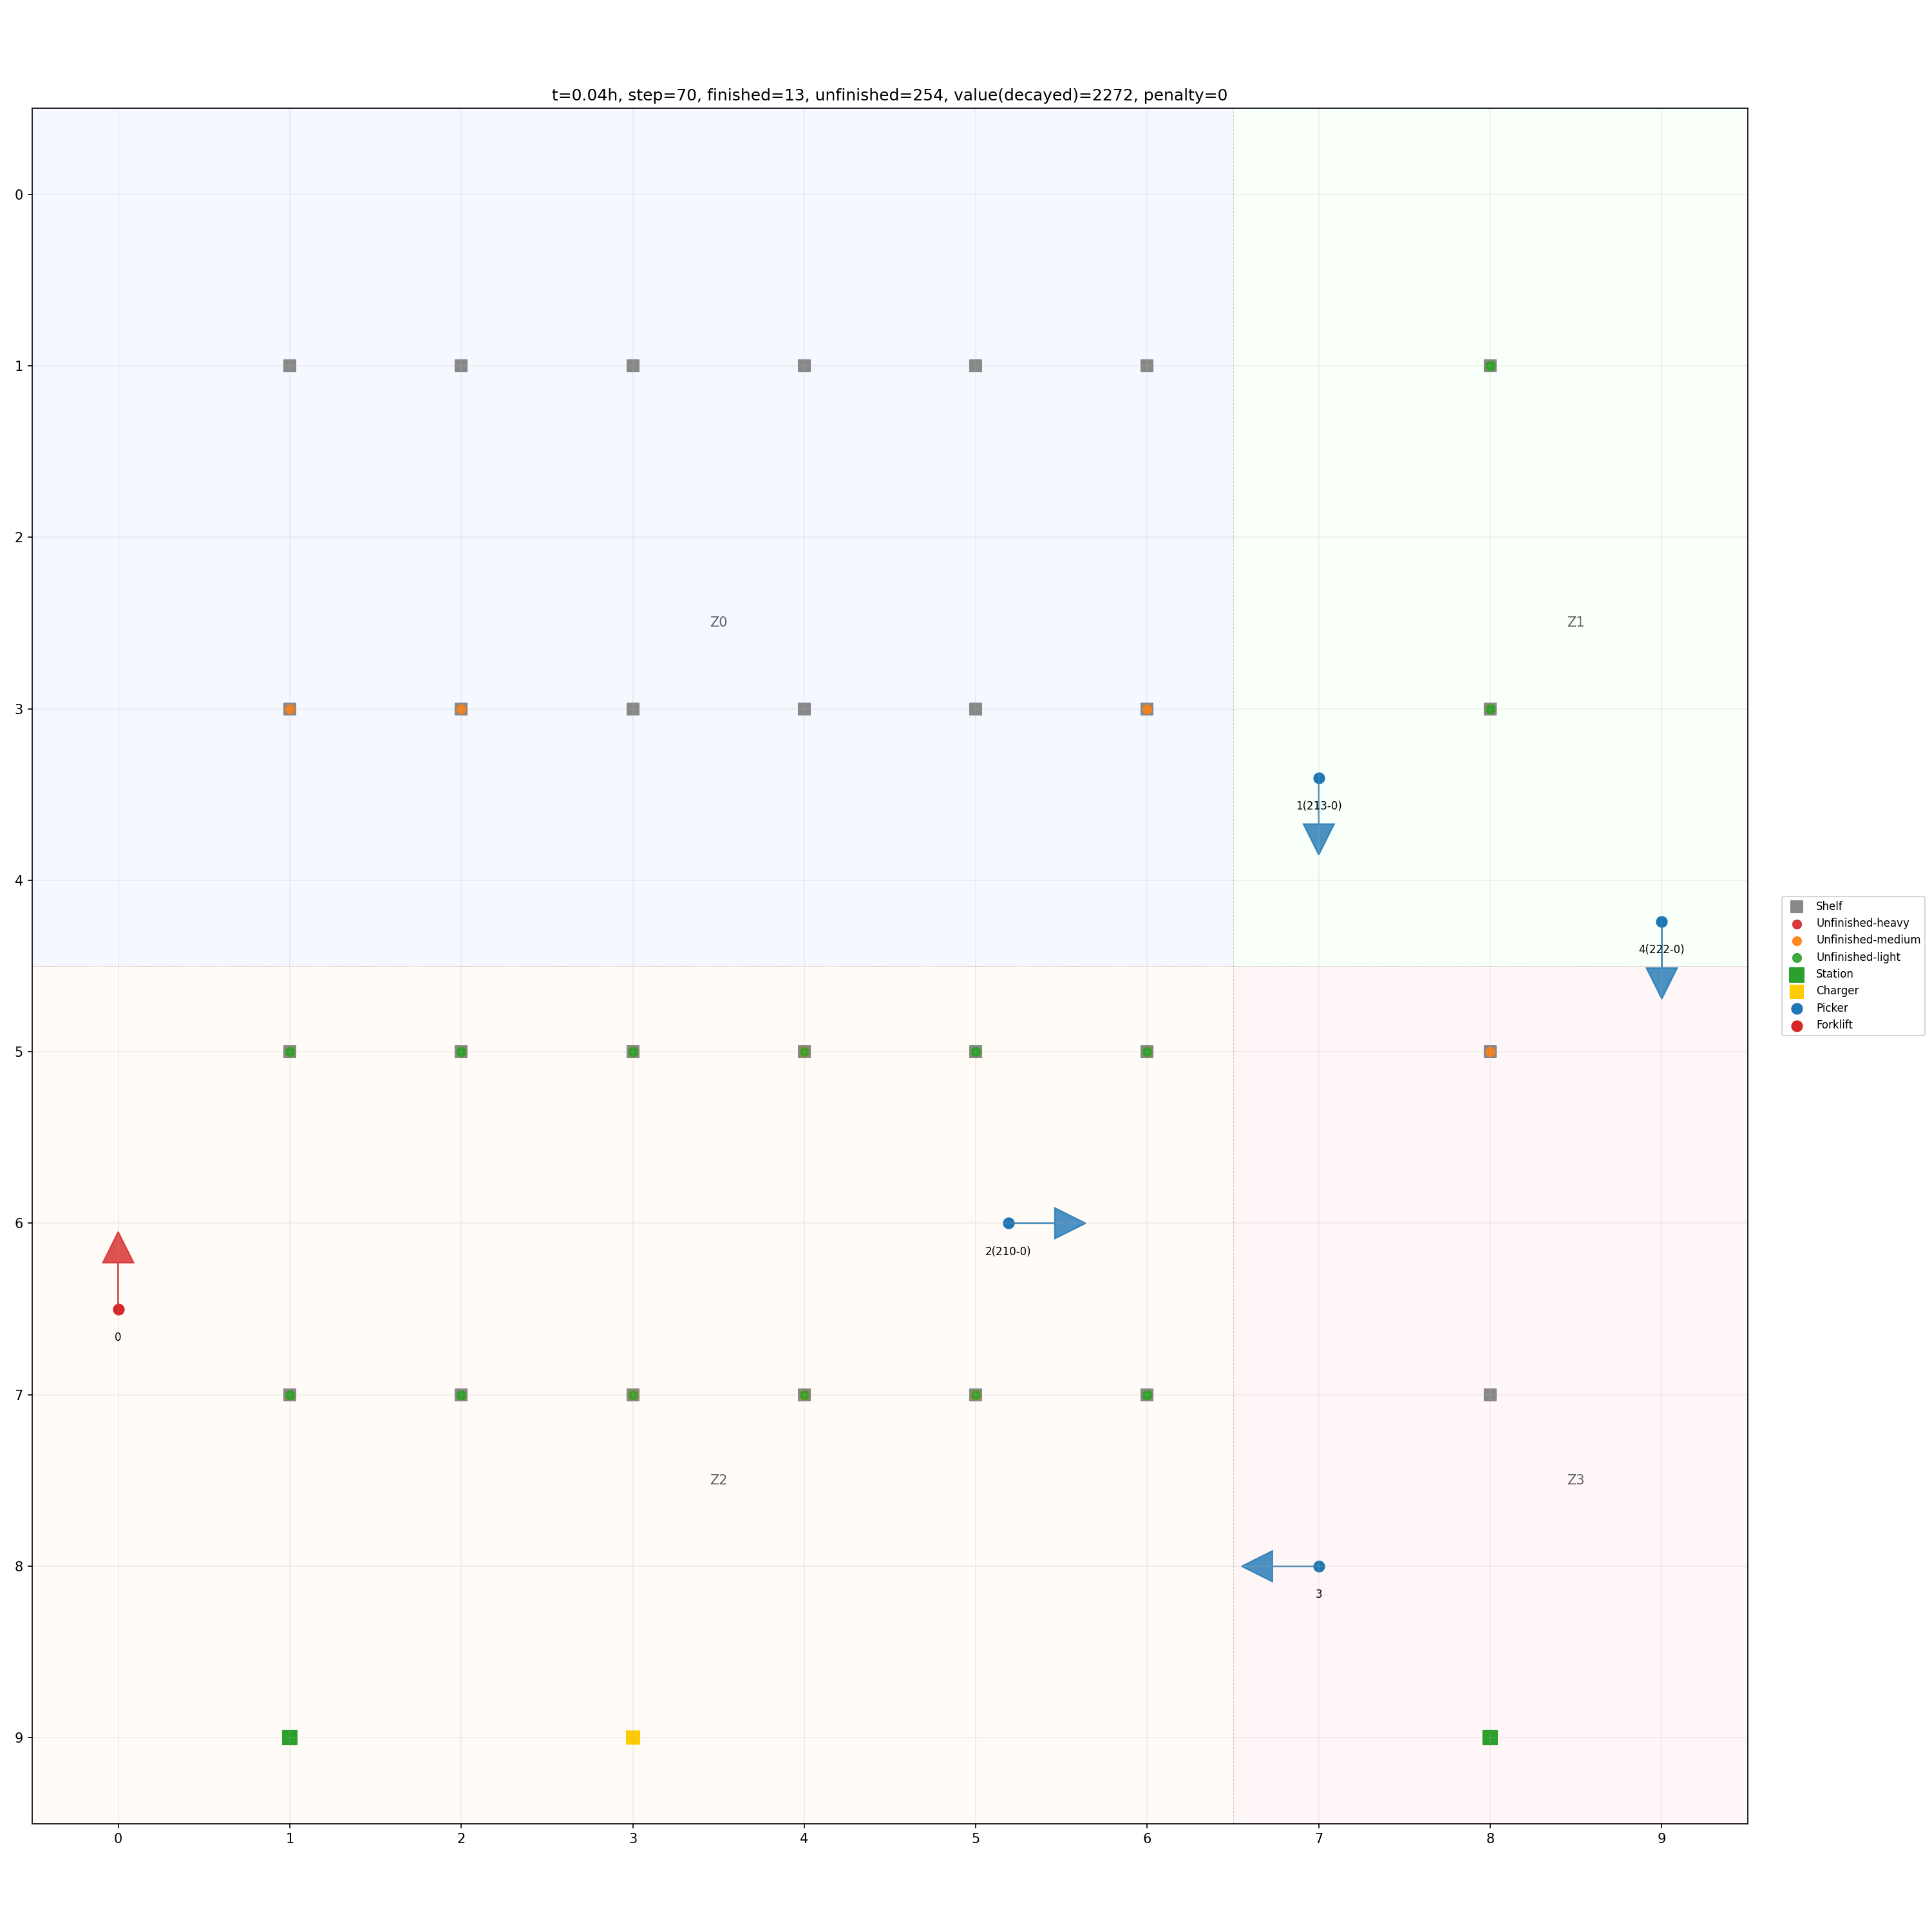 t=0.04h, step=70, finished=13, unfinished=254, value(decayed)=2272, penalty=0
0
1
2
Z0
Z1
3
1(213-0)
4
4(222-0)
Shelf
Unfinished-heavy
Unfinished-medium
Unfinished-light
Station
Charger
Picker
Forklift
5
6
2(210-0)
0
7
Z2
Z3
8
3
9
0 1 2 3 4 5 6 7 8 9